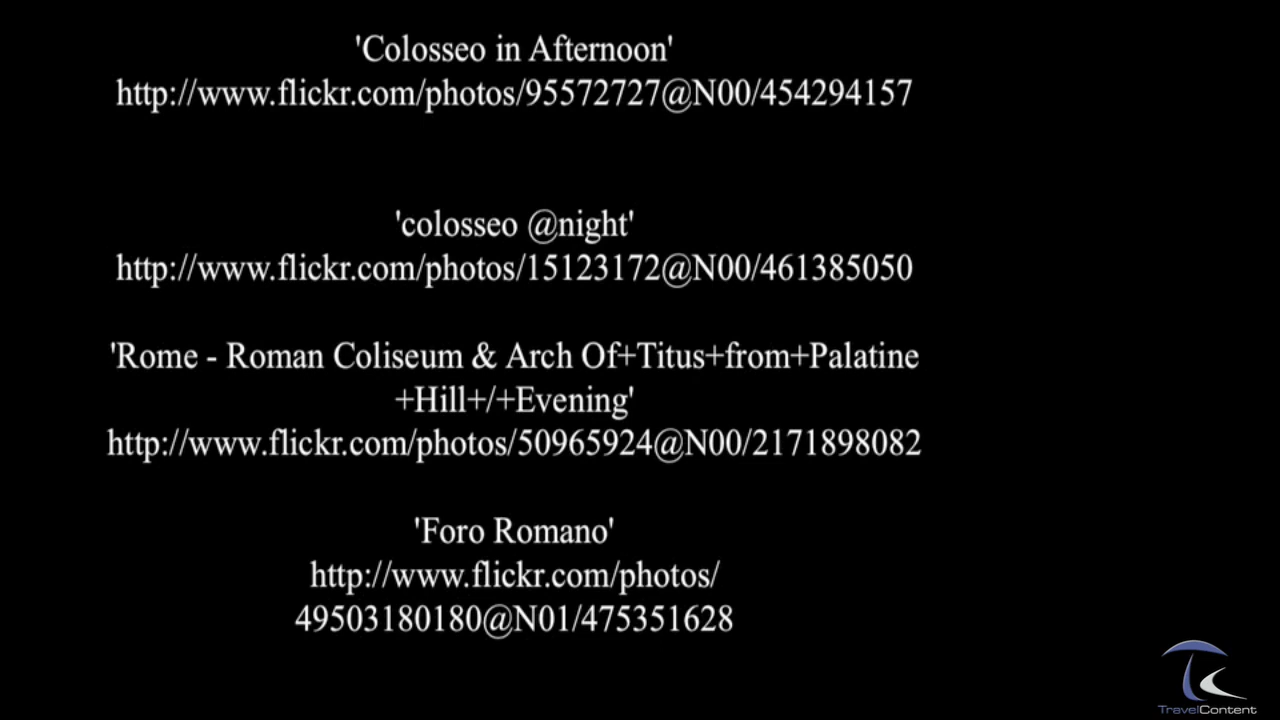 'Colosseo in Afternoon'
http://www.flickr.com/photos/95572727@N00/454294157
'colosseo @night'
http://www.flickr.com/photos/15123172@N00/461385050
'Rome - Roman Coliseum & Arch Of+Titus+from+Palatine
+Hill+/+Evening'
http://www.flickr.com/photos/50965924@N00/2171898082
'Foro Romano'
http://www.flickr.com/photos/
49503180180@N01/475351628
TravelContent